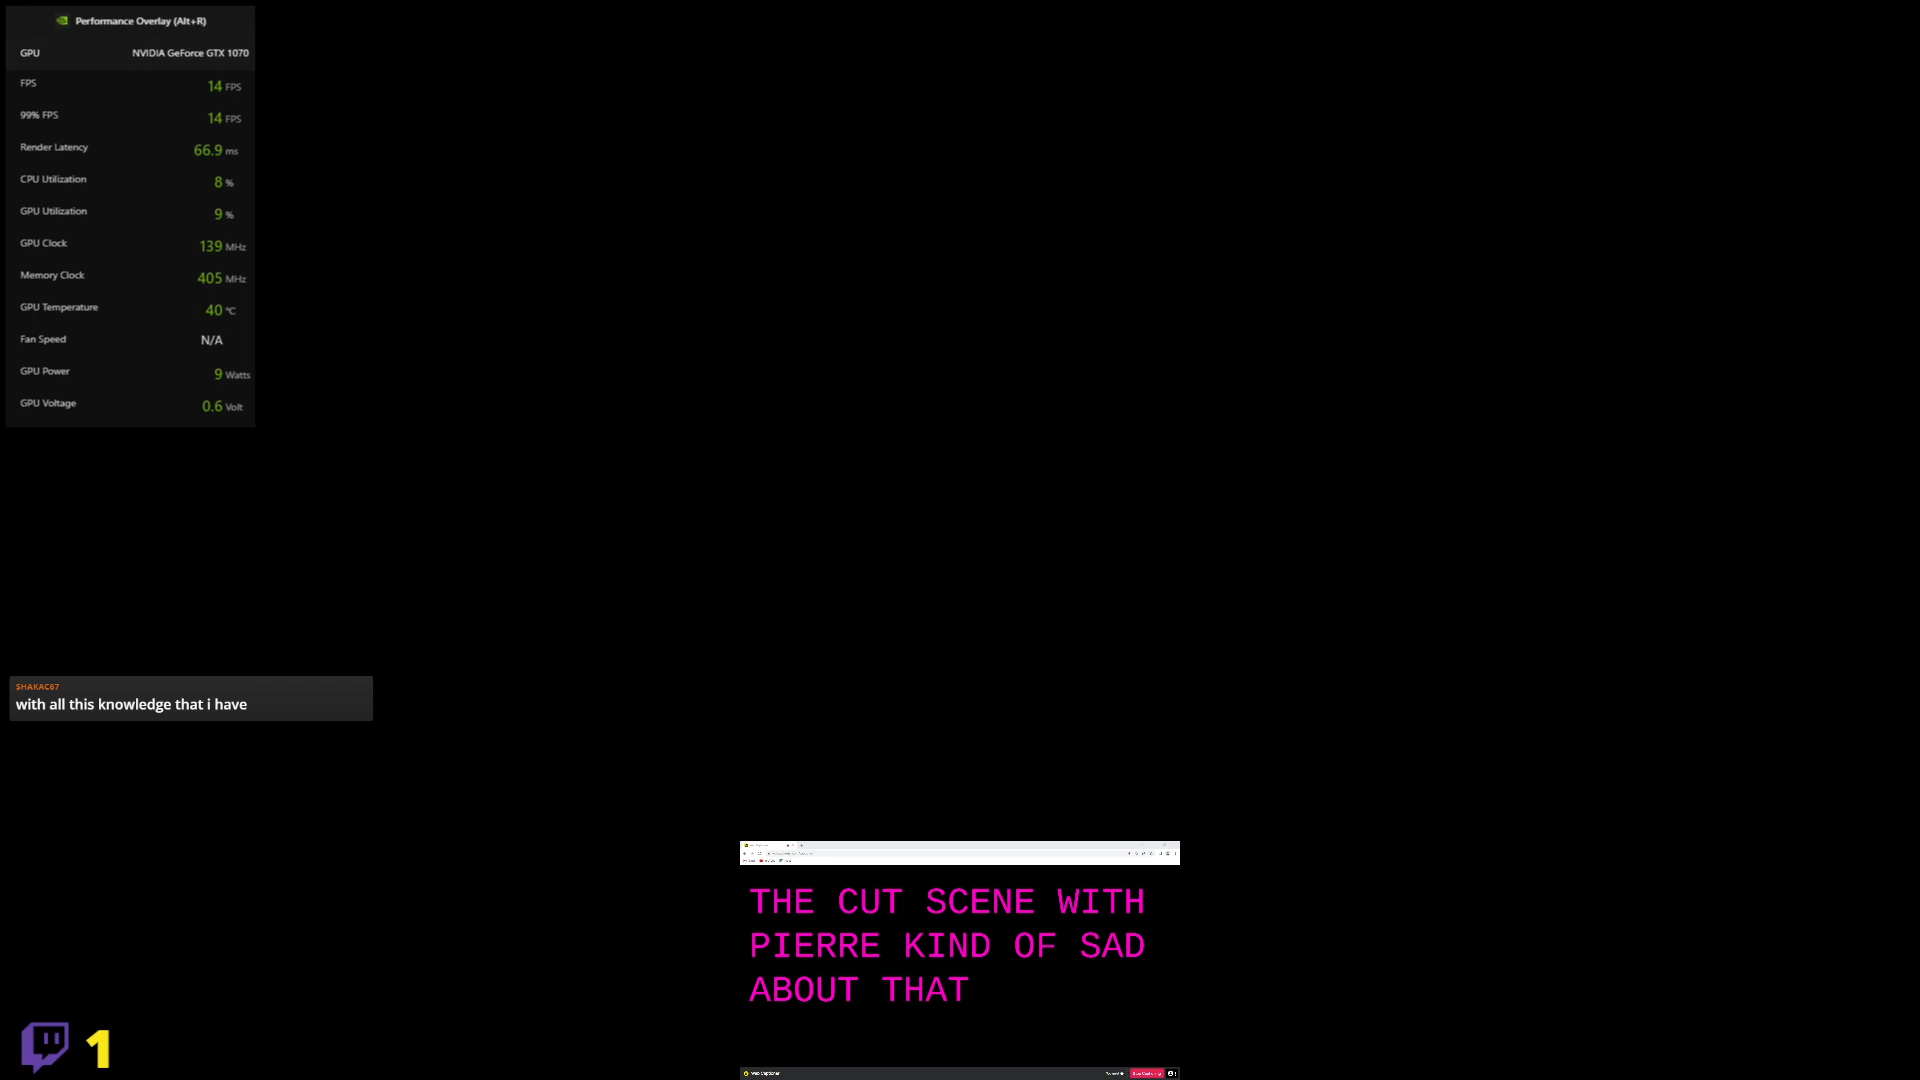 Performance Overlay (Alt+R)
GPU NVIDIA GeForce GTX 1070
FPS 14 FPS
99% FPS 14 FPS
Render Latency 66.9 ms
CPU Utilization 8 %
GPU Utilization 9 %
GPU Clock 139 MHz
Memory Clock 405 MHz
GPU Temperature 40 °C
Fan Speed N/A
GPU Power 9 Watts
GPU Voltage 0.6 Volt
SHAKAC67
with all this knowledge that i have
THE CUT SCENE WITH
PIERRE KIND OF SAD
ABOUT THAT
1
Web Captioner